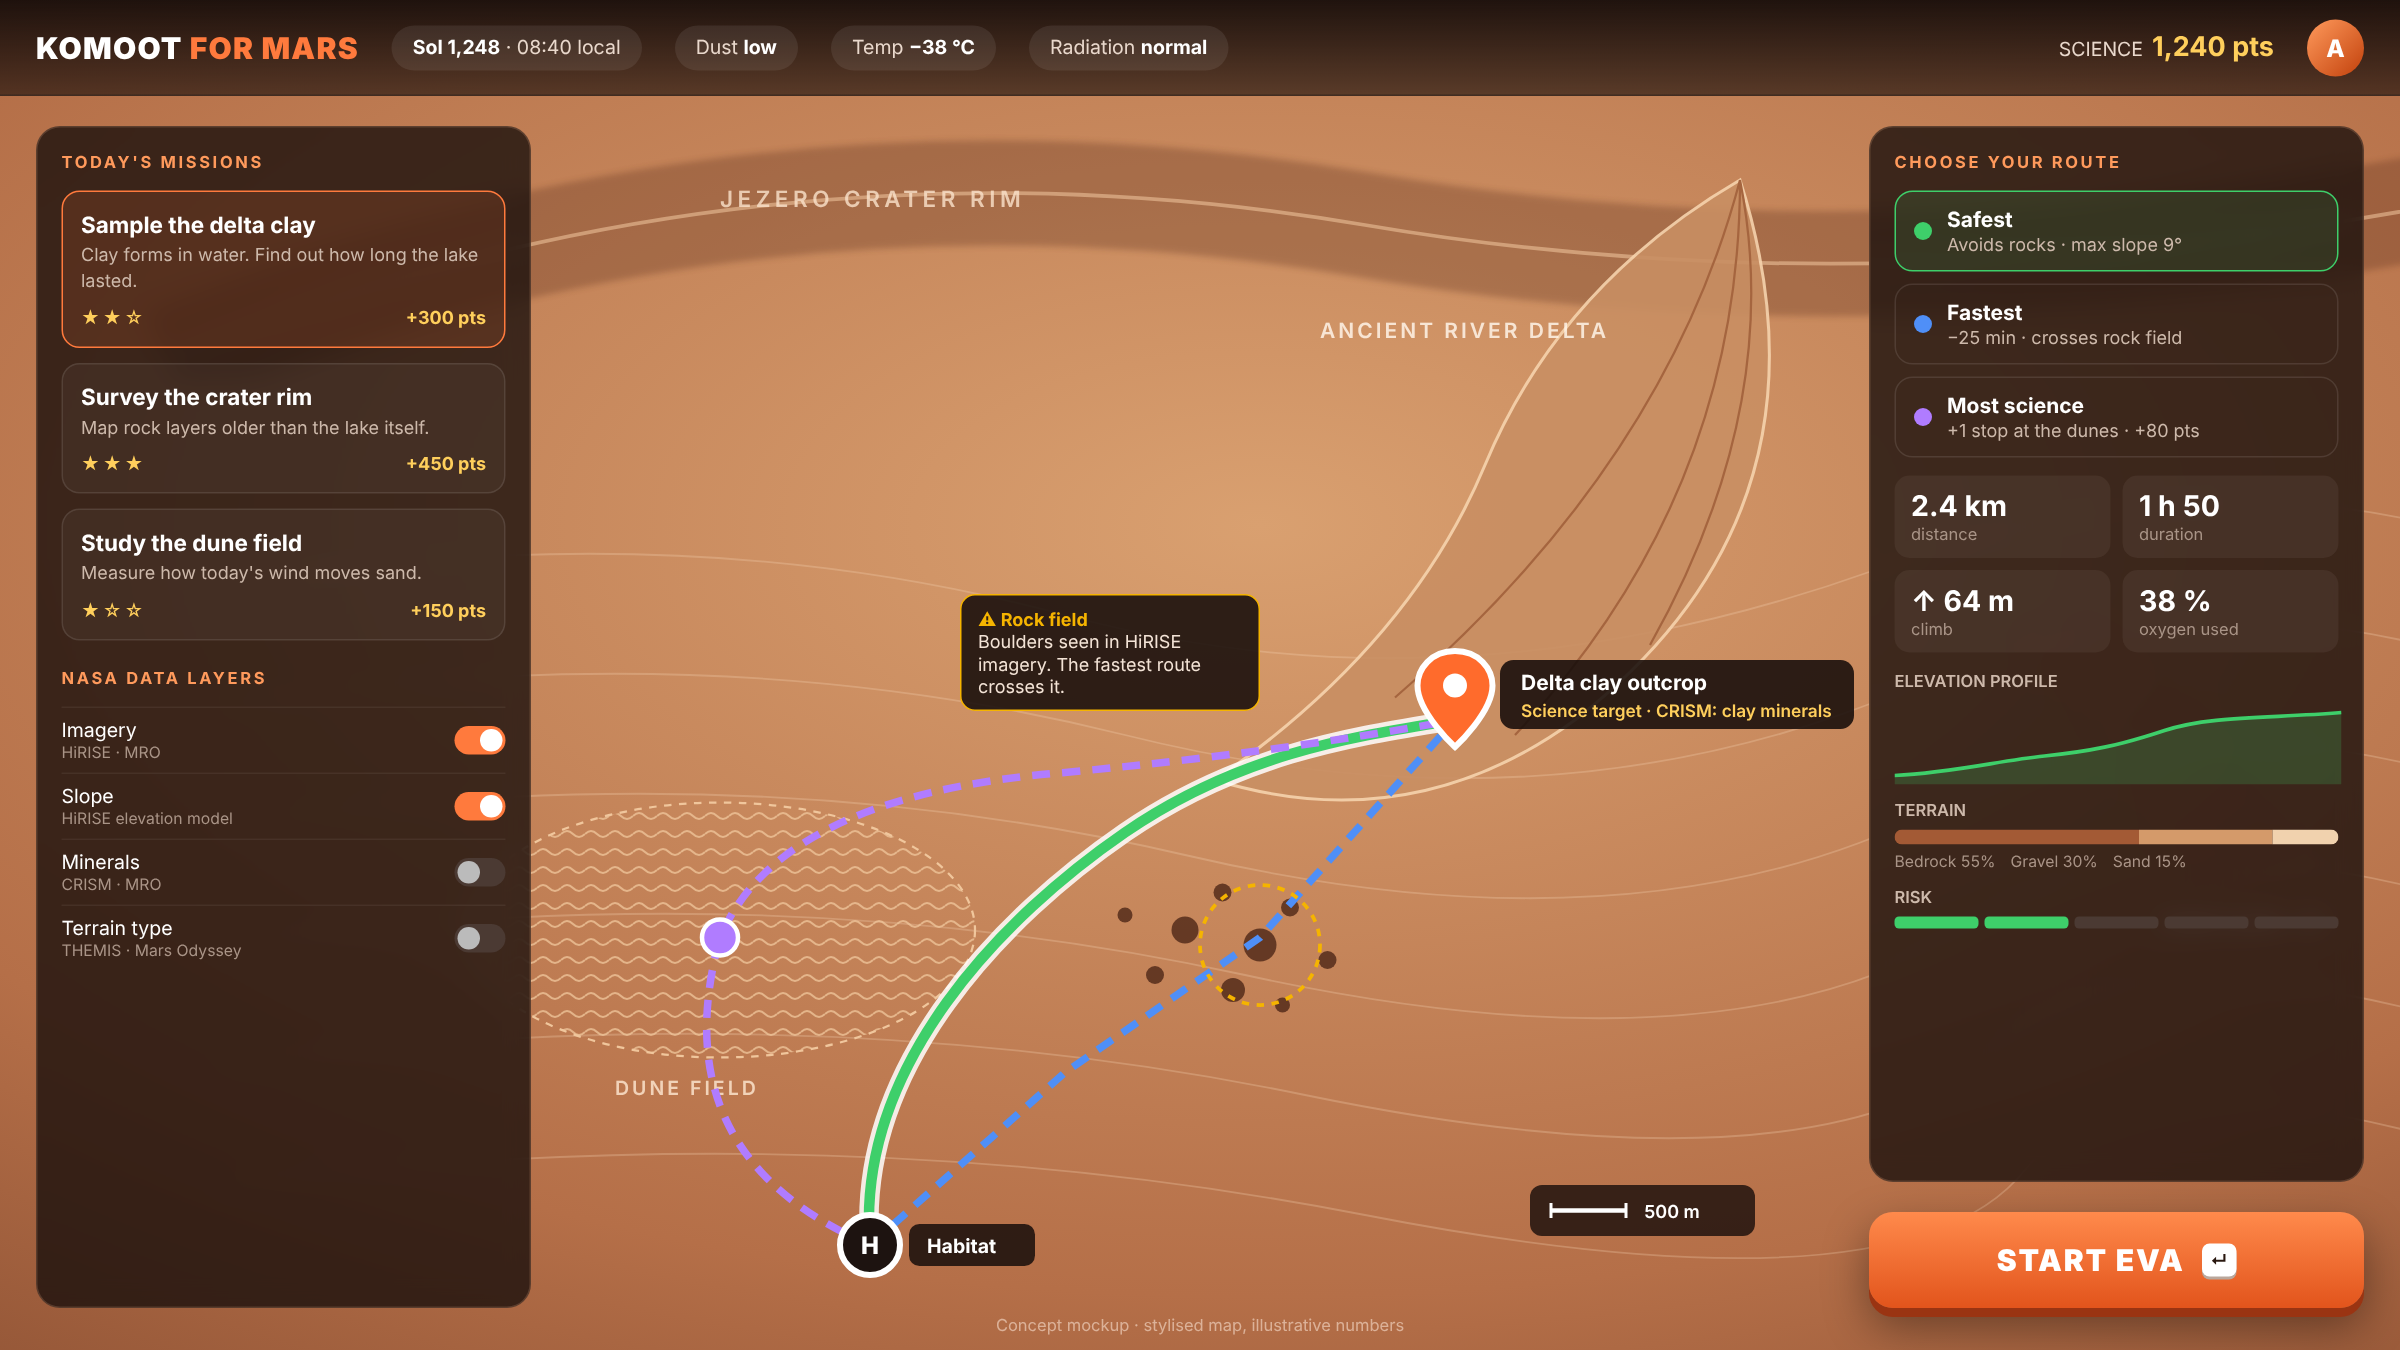 KOMOOT FOR MARS
Sol 1,248 · 08:40 local
Dust low
Temp −38 °C
Radiation normal
SCIENCE 1,240 pts
A
TODAY'S MISSIONS
Sample the delta clay
Clay forms in water. Find out how long the lake
lasted.
★★☆ +300 pts
Survey the crater rim
Map rock layers older than the lake itself.
★★★ +450 pts
Study the dune field
Measure how today's wind moves sand.
★☆☆ +150 pts
NASA DATA LAYERS
Imagery
HiRISE · MRO
Slope
HiRISE elevation model
Minerals
CRISM · MRO
Terrain type
THEMIS · Mars Odyssey
JEZERO CRATER RIM
ANCIENT RIVER DELTA
⚠ Rock field
Boulders seen in HiRISE
imagery. The fastest route
crosses it.
Delta clay outcrop
Science target · CRISM: clay minerals
DUNE FIELD
H
Habitat
500 m
Concept mockup · stylised map, illustrative numbers
CHOOSE YOUR ROUTE
Safest
Avoids rocks · max slope 9°
Fastest
−25 min · crosses rock field
Most science
+1 stop at the dunes · +80 pts
2.4 km
distance
1 h 50
duration
↑ 64 m
climb
38 %
oxygen used
ELEVATION PROFILE
TERRAIN
Bedrock 55% Gravel 30% Sand 15%
RISK
START EVA ↵